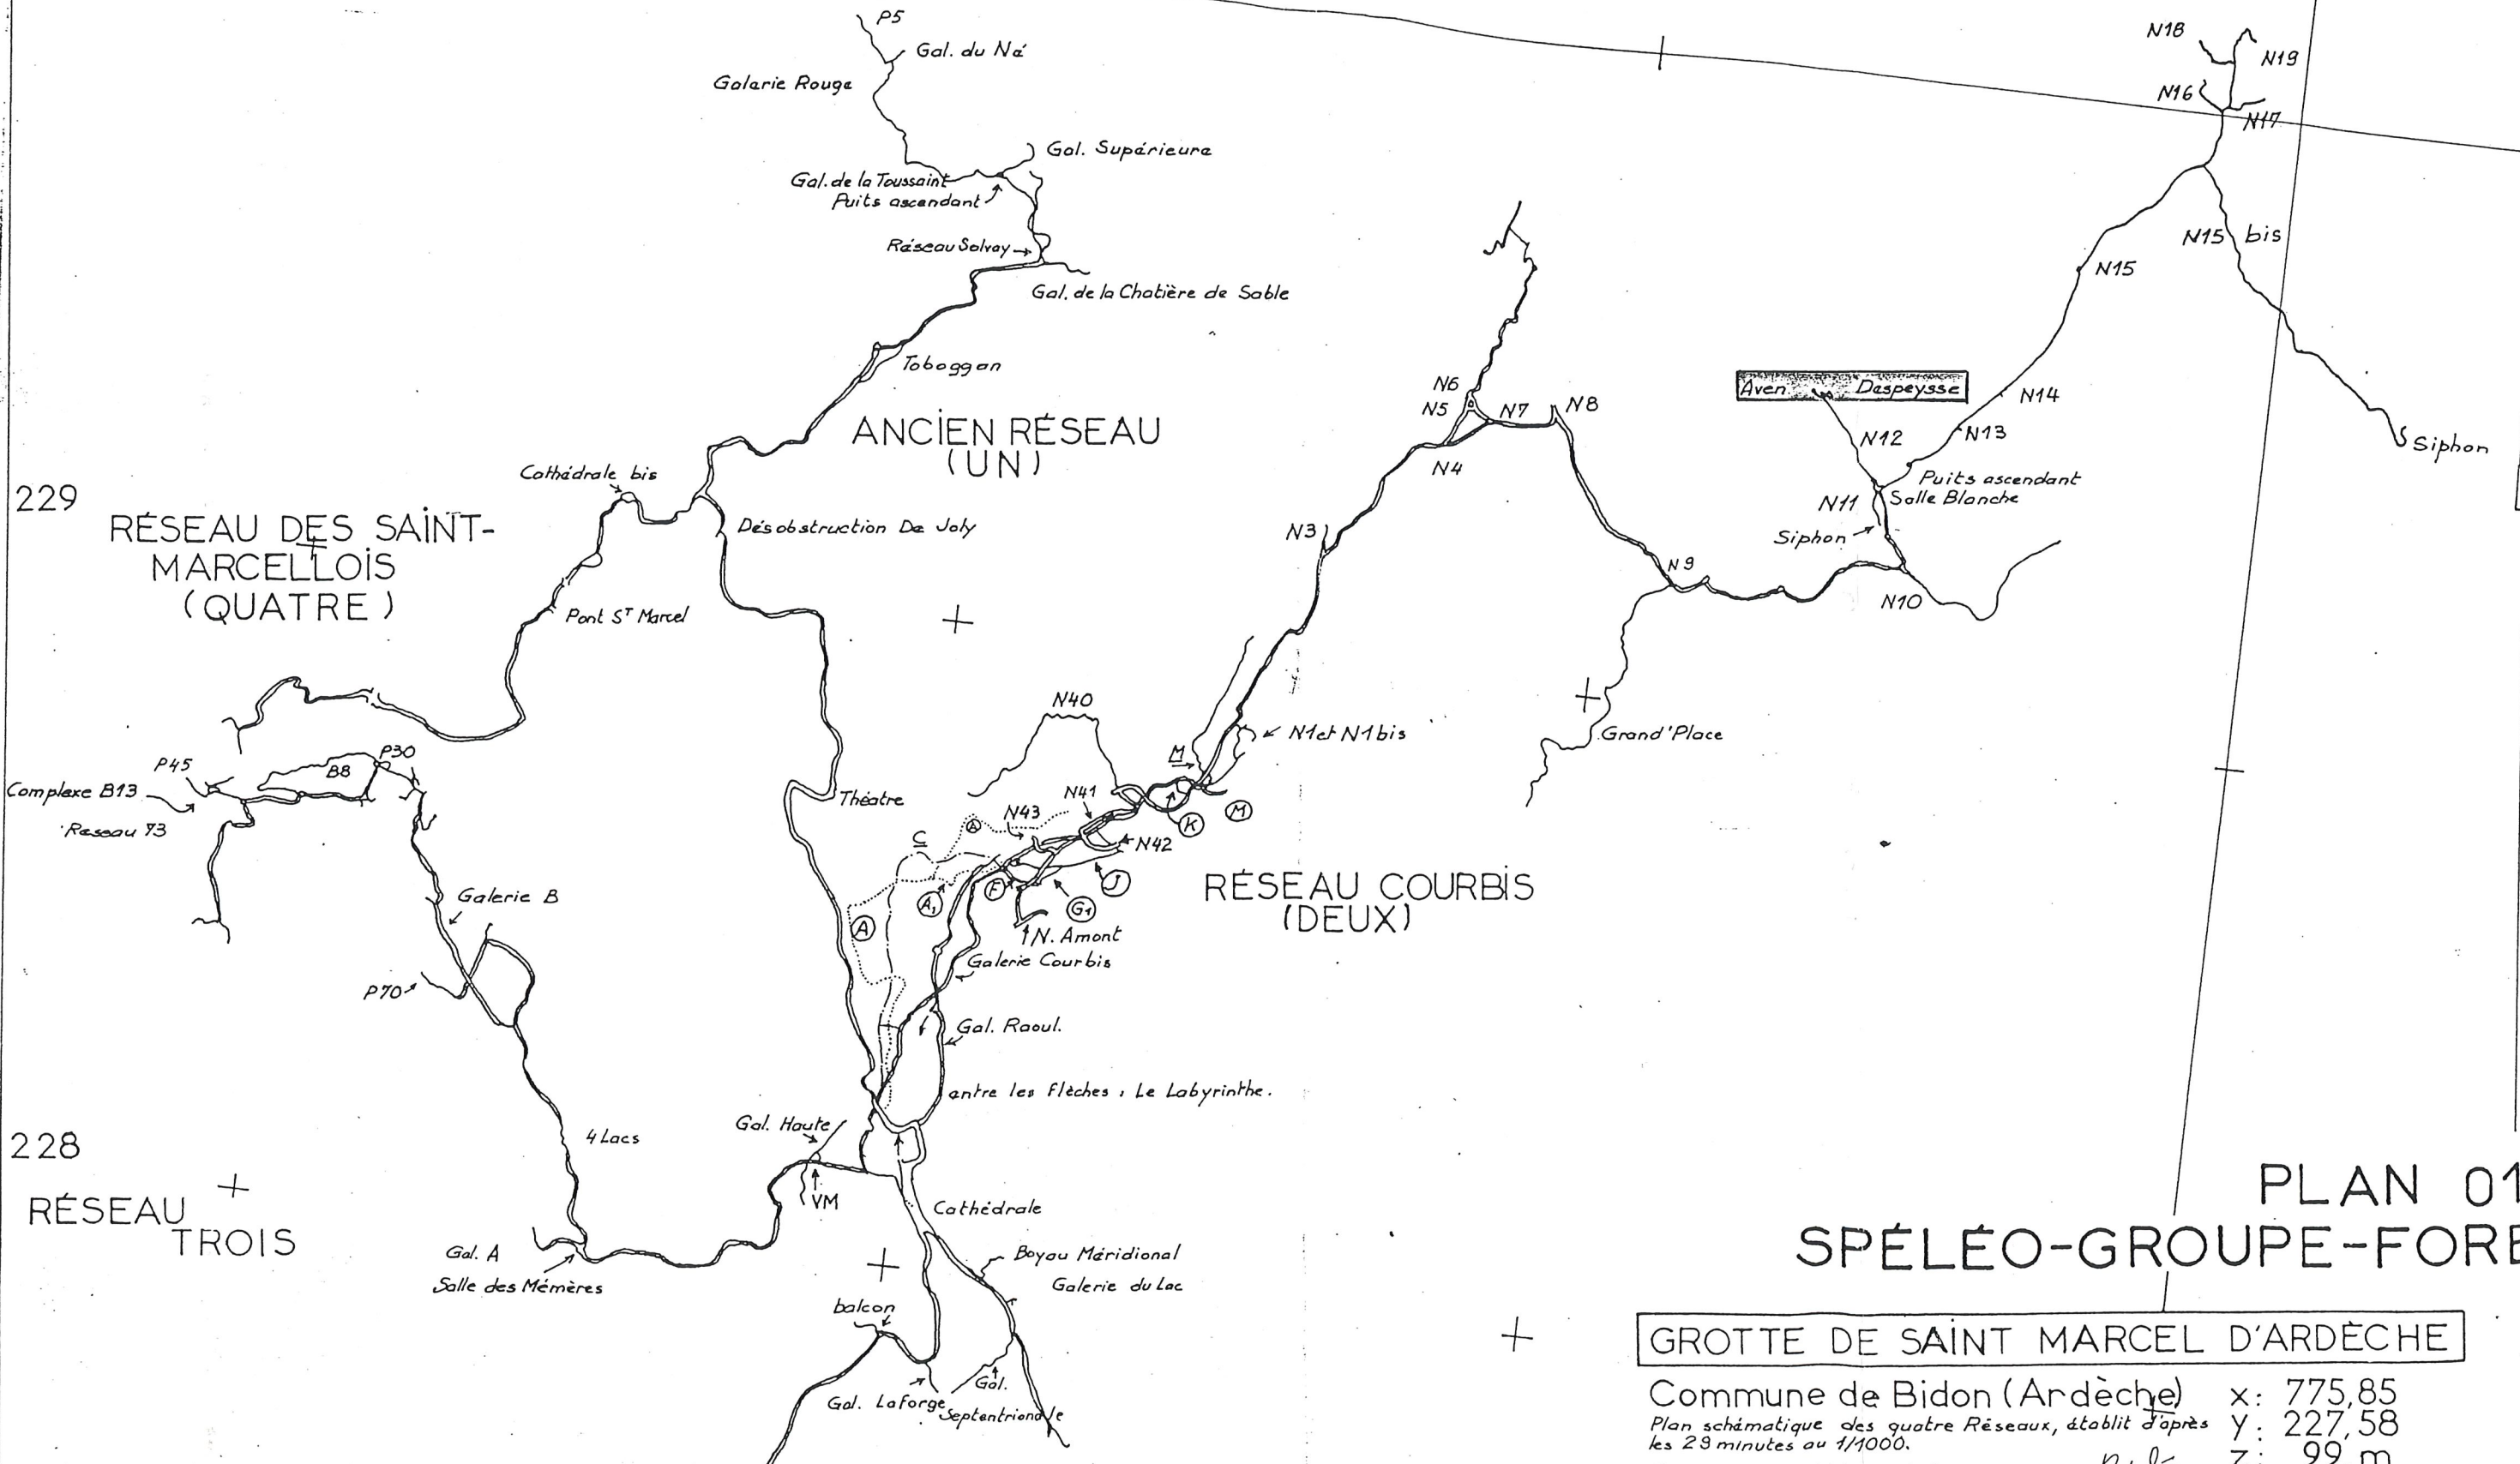 P5
Gal. du Né
Galerie Rouge
Gal. Supérieure
Gal. de la Toussaint
Puits ascendant
Réseau Solvay
Gal. de la Chatière de Sable
Toboggan
ANCIEN RÉSEAU
(UN)
Cathédrale bis
229
RÉSEAU DES SAINT-
MARCELLOIS
(QUATRE)
Désobstruction De Joly
Pont ST Marcel
N18
N19
N16
N17
N15 bis
N15
Aven Despeysse
N14
N13
N12
Siphon
Puits ascendant
Salle Blanche
N11
Siphon
N10
N6
N5
N7
N8
N4
N3
N9
Grand'Place
N40
N1 et N1 bis
M
P30
P45
B8
Complexe B13
Réseau 73
Théatre
N41
N43
M
K
A
C
N42
J
F
A1
G1
A
RÉSEAU COURBIS
(DEUX)
N. Amont
Galerie B
Galerie Courbis
P70
Gal. Raoul.
entre les flèches : Le Labyrinthe.
Gal. Haute
4 Lacs
228
VM
RÉSEAU
TROIS
Cathédrale
Gal. A
Salle des Mémères
Boyau Méridional
Galerie du Lac
balcon
Gal. Laforge
Gal.
Septentrionale
PLAN 01
SPÉLÉO-GROUPE-FORE
GROTTE DE SAINT MARCEL D'ARDÈCHE
Commune de Bidon (Ardèche) x: 775,85
Plan schématique des quatre Réseaux, établit d'après y: 227,58
les 29 minutes au 1/1000.
z: 99 m